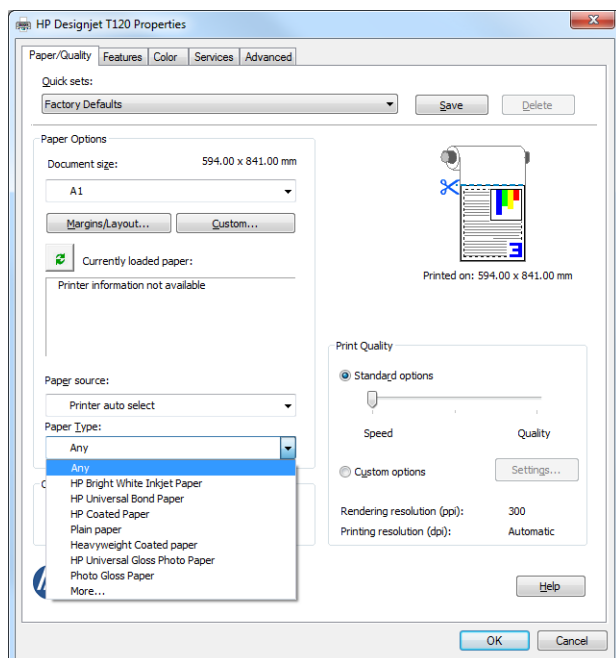 HP Designjet T120 Properties
Paper/Quality Features Color Services Advanced
Quick sets:
Factory Defaults
Save
Delete
Paper Options
Document size: 594.00 x 841.00 mm
A1
Margins/Layout...
Custom...
Currently loaded paper:
Printer information not available
Printed on: 594.00 x 841.00 mm
Paper source:
Printer auto select
Paper Type:
Any
Any
HP Bright White Inkjet Paper
HP Universal Bond Paper
HP Coated Paper
Plain paper
Heavyweight Coated paper
HP Universal Gloss Photo Paper
Photo Gloss Paper
More...
Print Quality
Standard options
Speed Quality
Custom options
Settings...
Rendering resolution (ppi): 300
Printing resolution (dpi): Automatic
Help
OK
Cancel